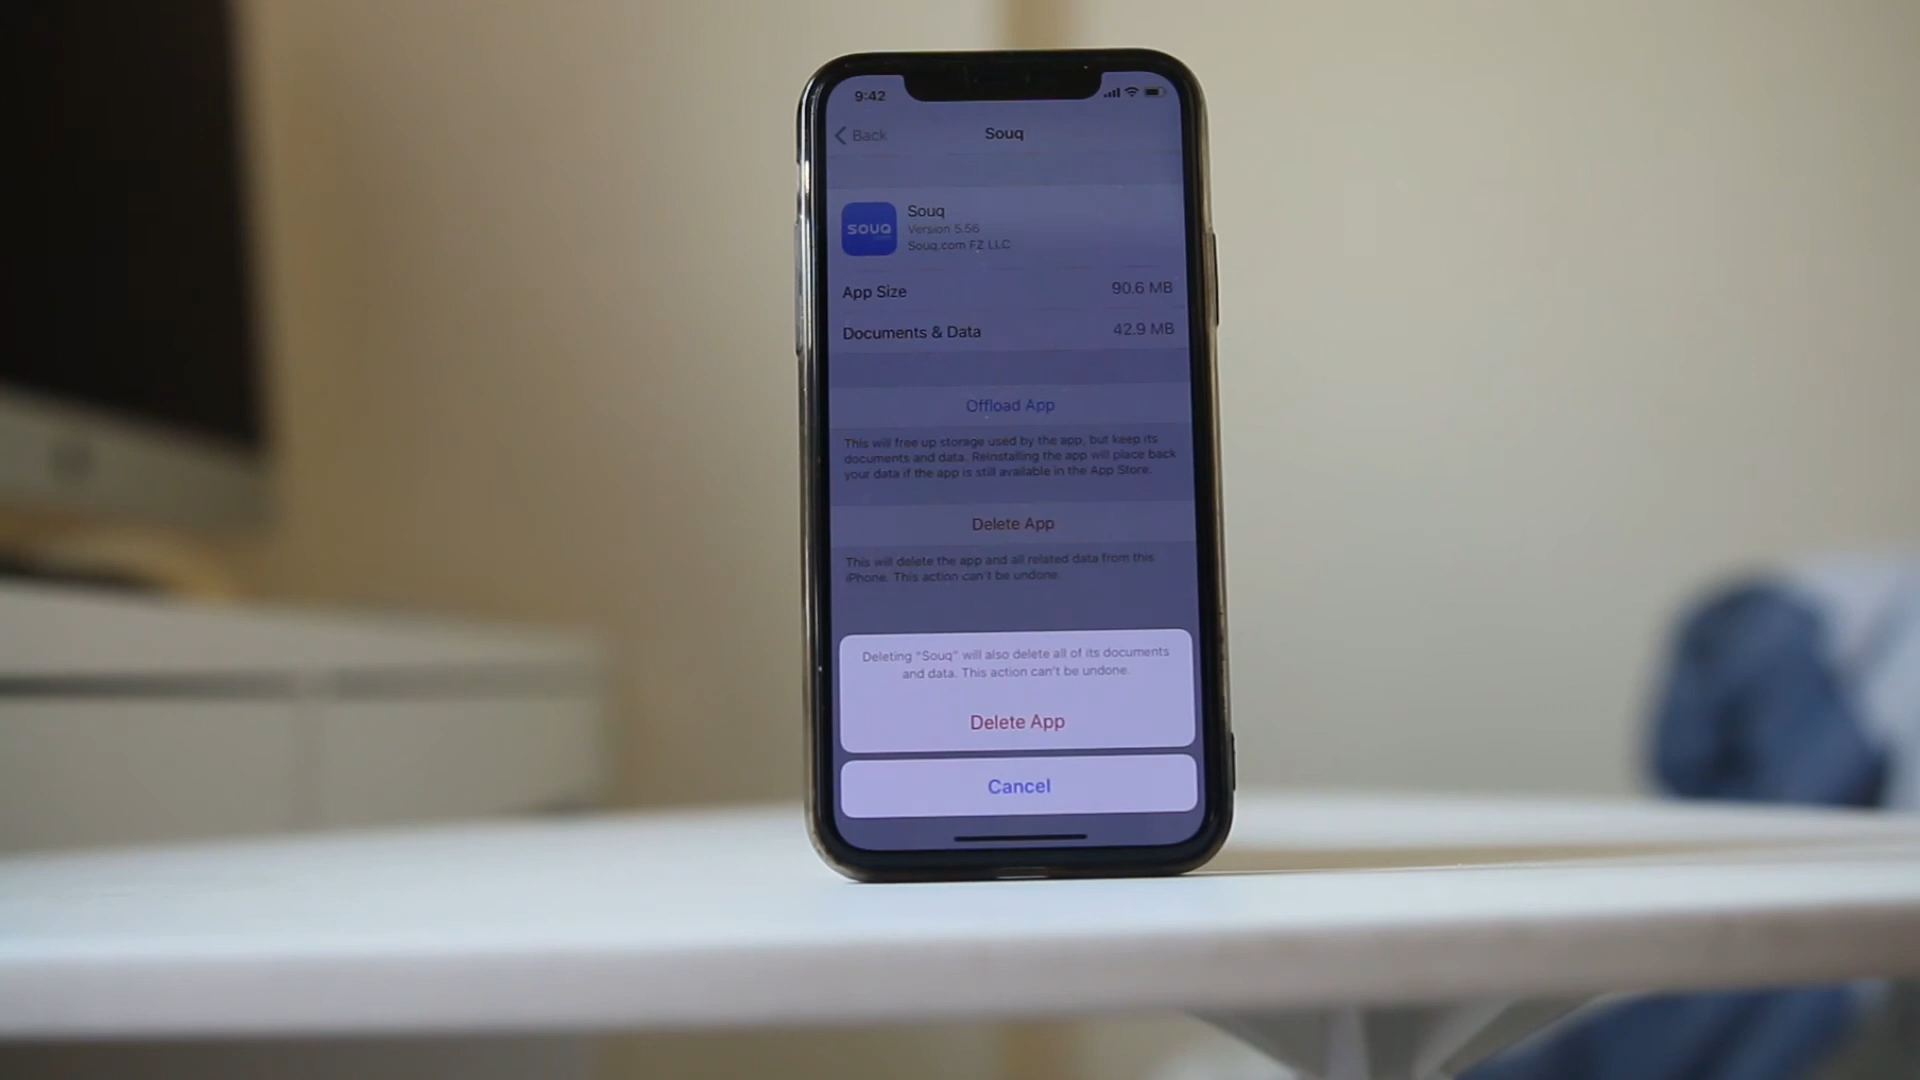 9:42
Back
Souq
souq
Souq
Version 5.56
Souq.com FZ LLC
App Size
90.6 MB
Documents & Data
42.9 MB
Offload App
This will free up storage used by the app, but keep its
documents and data. Reinstalling the app will place back
your data if the app is still available in the App Store.
Delete App
This will delete the app and all related data from this
iPhone. This action can't be undone.
Deleting “Souq” will also delete all of its documents
and data. This action can't be undone.
Delete App
Cancel